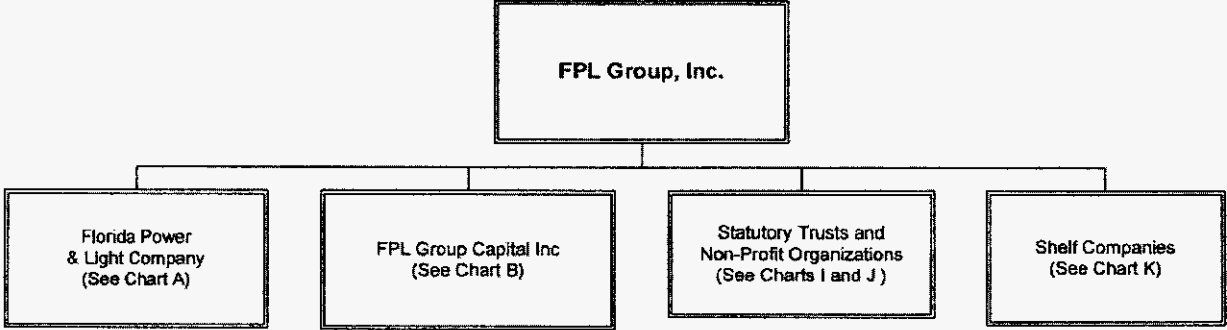 FPL Group, Inc.
Florida Power
& Light Company
(See Chart A)
FPL Group Capital Inc
(See Chart B)
Statutory Trusts and
Non-Profit Organizations
(See Charts I and J )
Shelf Companies
(See Chart K)